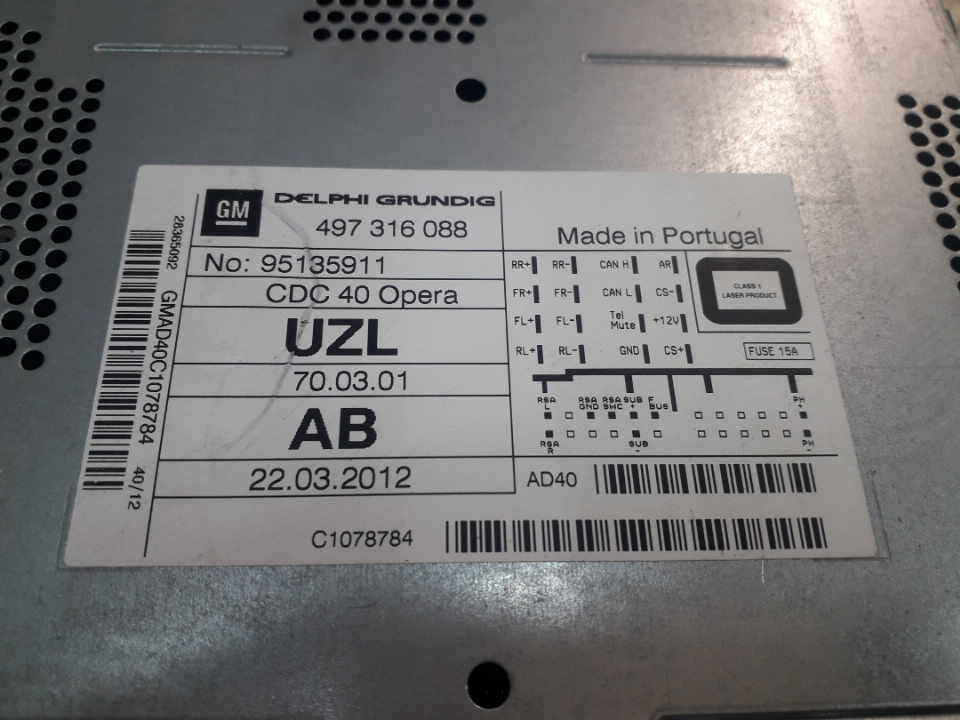 GM DELPHI GRUNDIG
497 316 088
No: 95135911
CDC 40 Opera
UZL
70.03.01
AB
22.03.2012
C1078784
28365092
GMAD40C1078784
40/12
Made in Portugal
RR+ RR- CAN H AR
FR+ FR- CAN L CS-
FL+ FL- Tel Mute +12V
RL+ RL- GND CS+
CLASS 1
LASER PRODUCT
FUSE 15A
RSA RSA RSA SUB F PH
L GND SWC + BUS +
RSA SUB PH
R - -
AD40